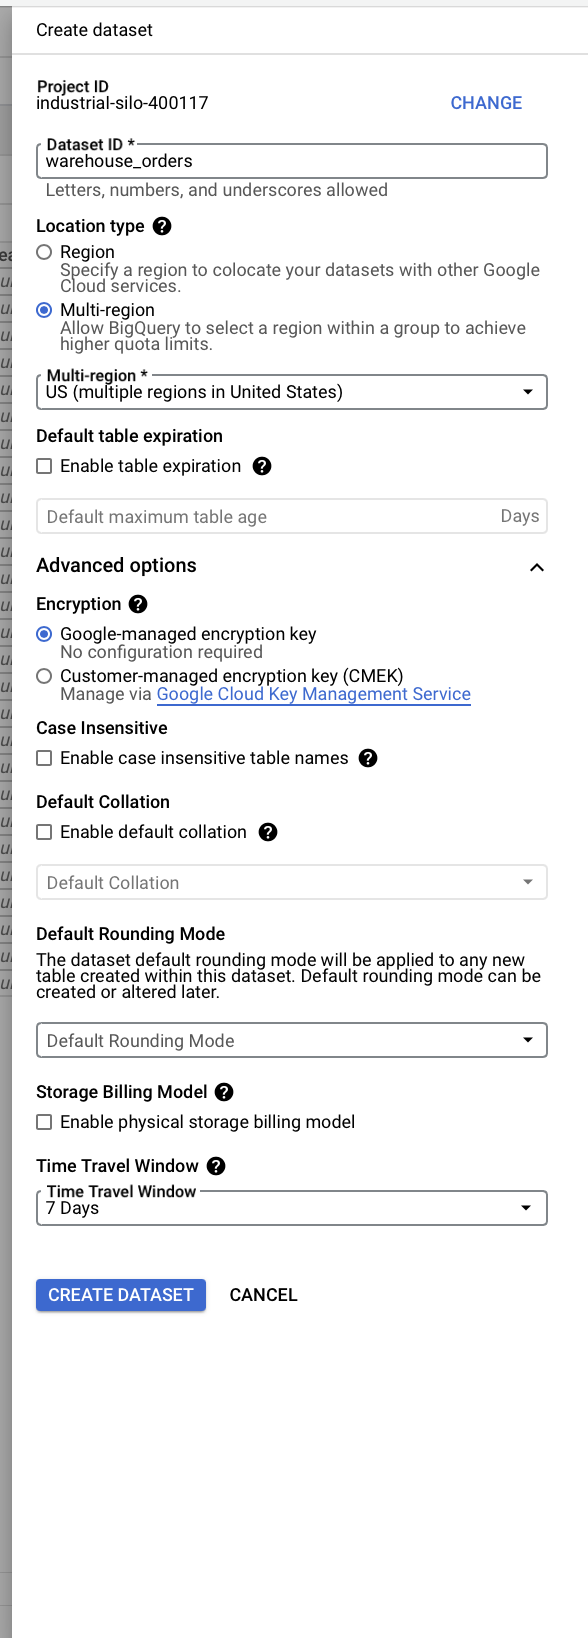 Create dataset
Project ID
industrial-silo-400117
CHANGE
Dataset ID *
warehouse_orders
Letters, numbers, and underscores allowed
Location type
Region
Specify a region to colocate your datasets with other Google
Cloud services.
Multi-region
Allow BigQuery to select a region within a group to achieve
higher quota limits.
Multi-region *
US (multiple regions in United States)
Default table expiration
Enable table expiration
Default maximum table age Days
Advanced options
Encryption
Google-managed encryption key
No configuration required
Customer-managed encryption key (CMEK)
Manage via Google Cloud Key Management Service
Case Insensitive
Enable case insensitive table names
Default Collation
Enable default collation
Default Collation
Default Rounding Mode
The dataset default rounding mode will be applied to any new
table created within this dataset. Default rounding mode can be
created or altered later.
Default Rounding Mode
Storage Billing Model
Enable physical storage billing model
Time Travel Window
Time Travel Window
7 Days
CREATE DATASET CANCEL